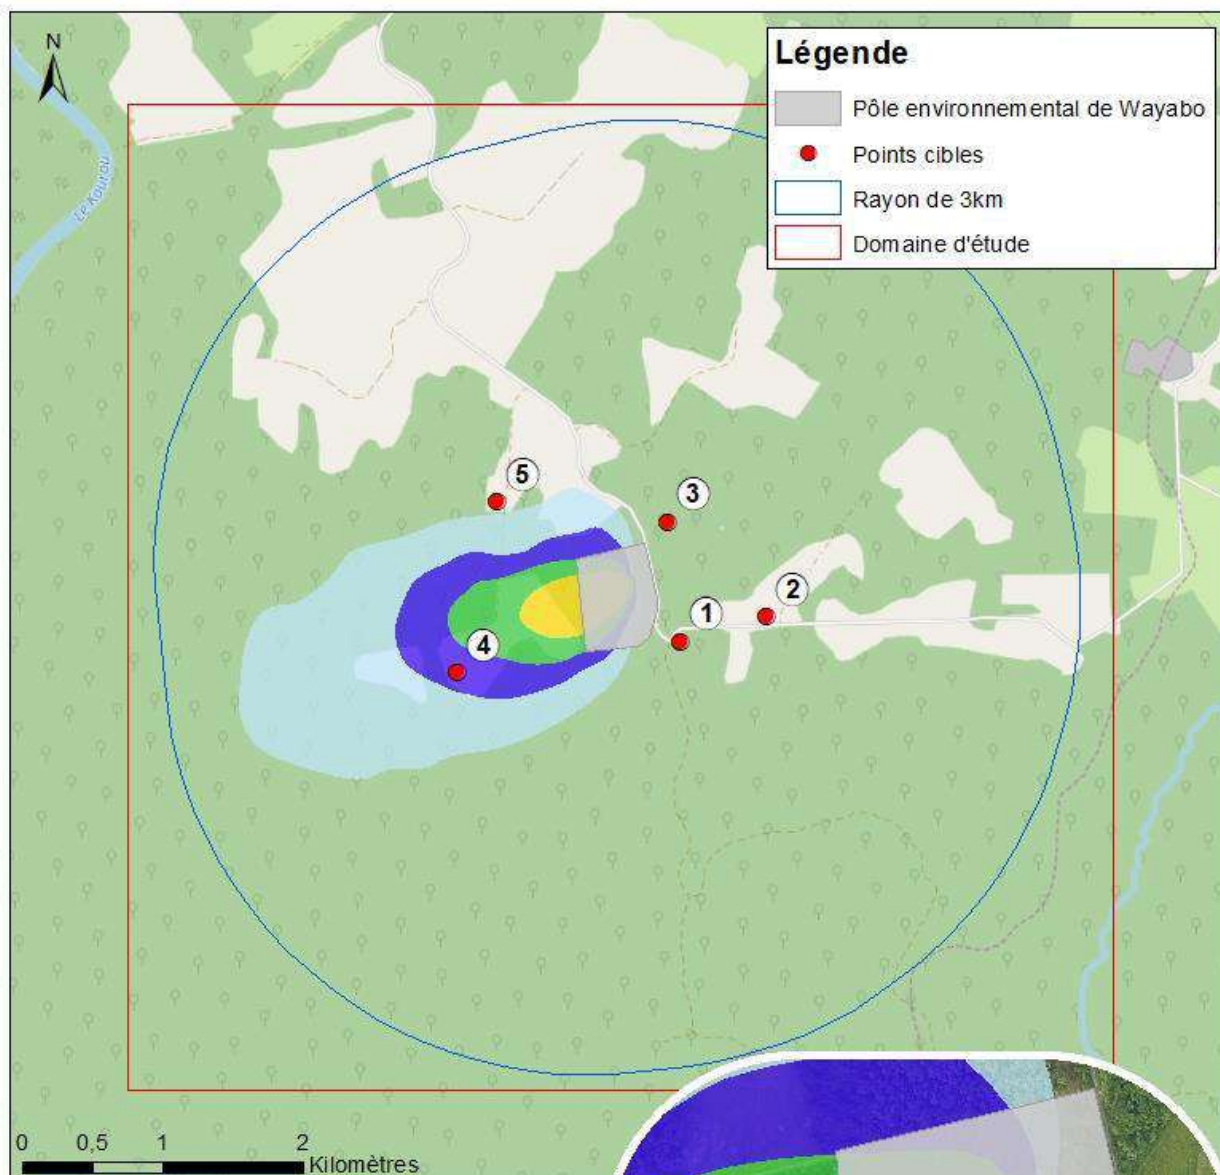 N
Légende
Pôle environnemental de Wayabo
Points cibles
Rayon de 3km
Domaine d'étude
Le Kourou
5
3
2
1
4
0 0,5 1 2
Kilomètres